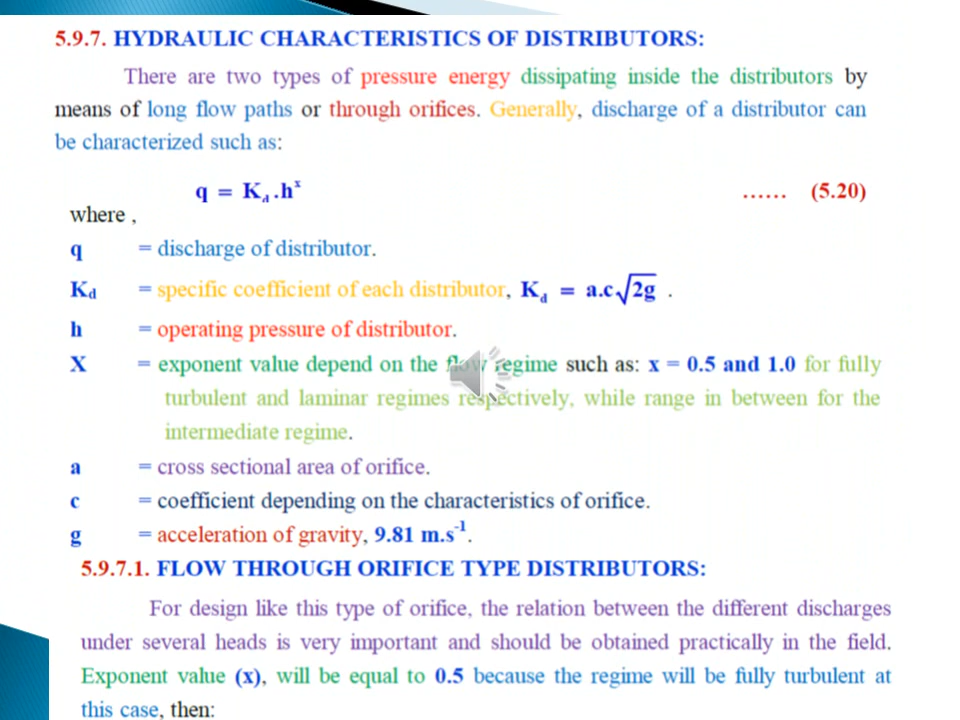 5.9.7. HYDRAULIC CHARACTERISTICS OF DISTRIBUTORS:
There are two types of pressure energy dissipating inside the distributors by
means of long flow paths or through orifices. Generally, discharge of a distributor can
be characterized such as:
q = K_d .h^x ...... (5.20)
where ,
q = discharge of distributor.
K_d = specific coefficient of each distributor, K_d = a.c√2g .
h = operating pressure of distributor.
X = exponent value depend on the flow regime such as: x = 0.5 and 1.0 for fully
turbulent and laminar regimes respectively, while range in between for the
intermediate regime.
a = cross sectional area of orifice.
c = coefficient depending on the characteristics of orifice.
g = acceleration of gravity, 9.81 m.s^-1.
5.9.7.1. FLOW THROUGH ORIFICE TYPE DISTRIBUTORS:
For design like this type of orifice, the relation between the different discharges
under several heads is very important and should be obtained practically in the field.
Exponent value (x), will be equal to 0.5 because the regime will be fully turbulent at
this case, then: